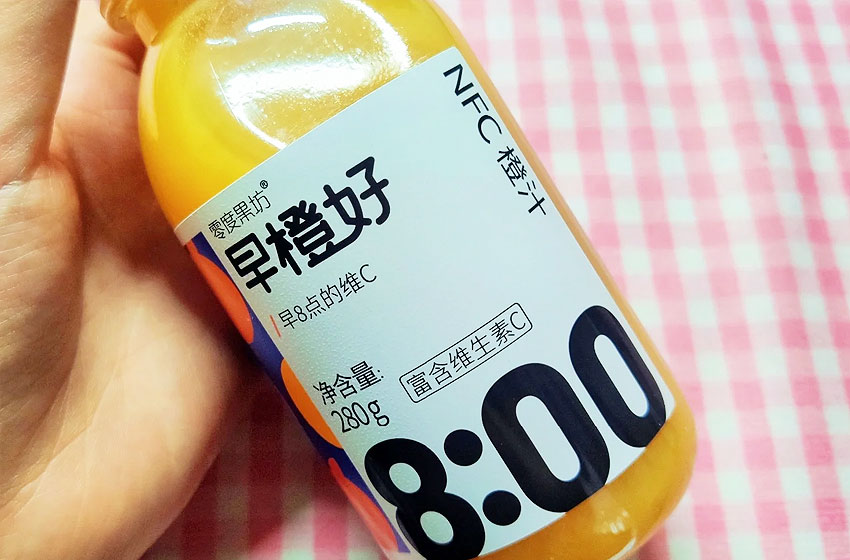 NFC 橙汁
零度果坊®
早橙好
早8点的维C
富含维生素C
净含量:
280g
8:00